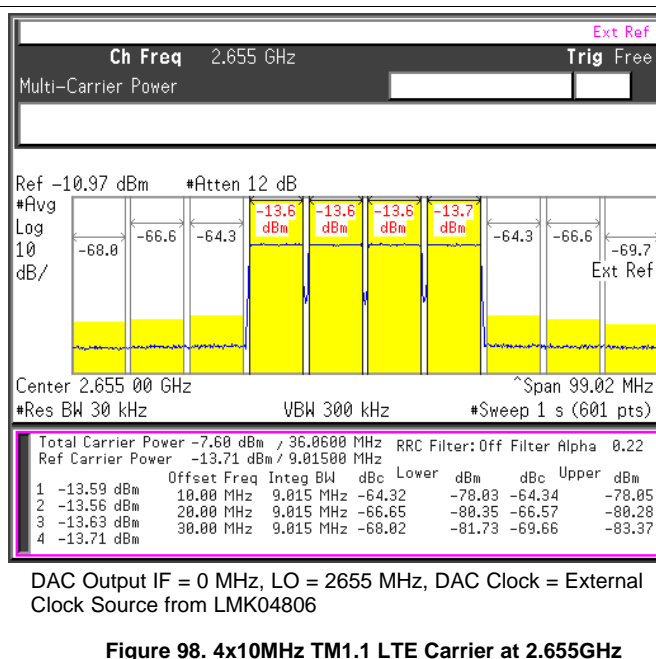 Ext Ref
Ch Freq 2.655 GHz Trig Free
Multi-Carrier Power
Ref -10.97 dBm #Atten 12 dB
#Avg
Log
10
dB/
-68.0
-66.6
-64.3
-13.6 dBm
-13.6 dBm
-13.6 dBm
-13.7 dBm
-64.3
-66.6
-69.7
Ext Ref
Center 2.655 00 GHz ^Span 99.02 MHz
#Res BW 30 kHz VBW 300 kHz #Sweep 1 s (601 pts)
Total Carrier Power -7.60 dBm / 36.0600 MHz RRC Filter: Off Filter Alpha 0.22
Ref Carrier Power -13.71 dBm/ 9.01500 MHz
Offset Freq Integ BW dBc Lower dBm dBc Upper dBm
1 -13.59 dBm 10.00 MHz 9.015 MHz -64.32 -78.03 -64.34 -78.05
2 -13.56 dBm 20.00 MHz 9.015 MHz -66.65 -80.35 -66.57 -80.28
3 -13.63 dBm 30.00 MHz 9.015 MHz -68.02 -81.73 -69.66 -83.37
4 -13.71 dBm
DAC Output IF = 0 MHz, LO = 2655 MHz, DAC Clock = External
Clock Source from LMK04806
Figure 98. 4x10MHz TM1.1 LTE Carrier at 2.655GHz